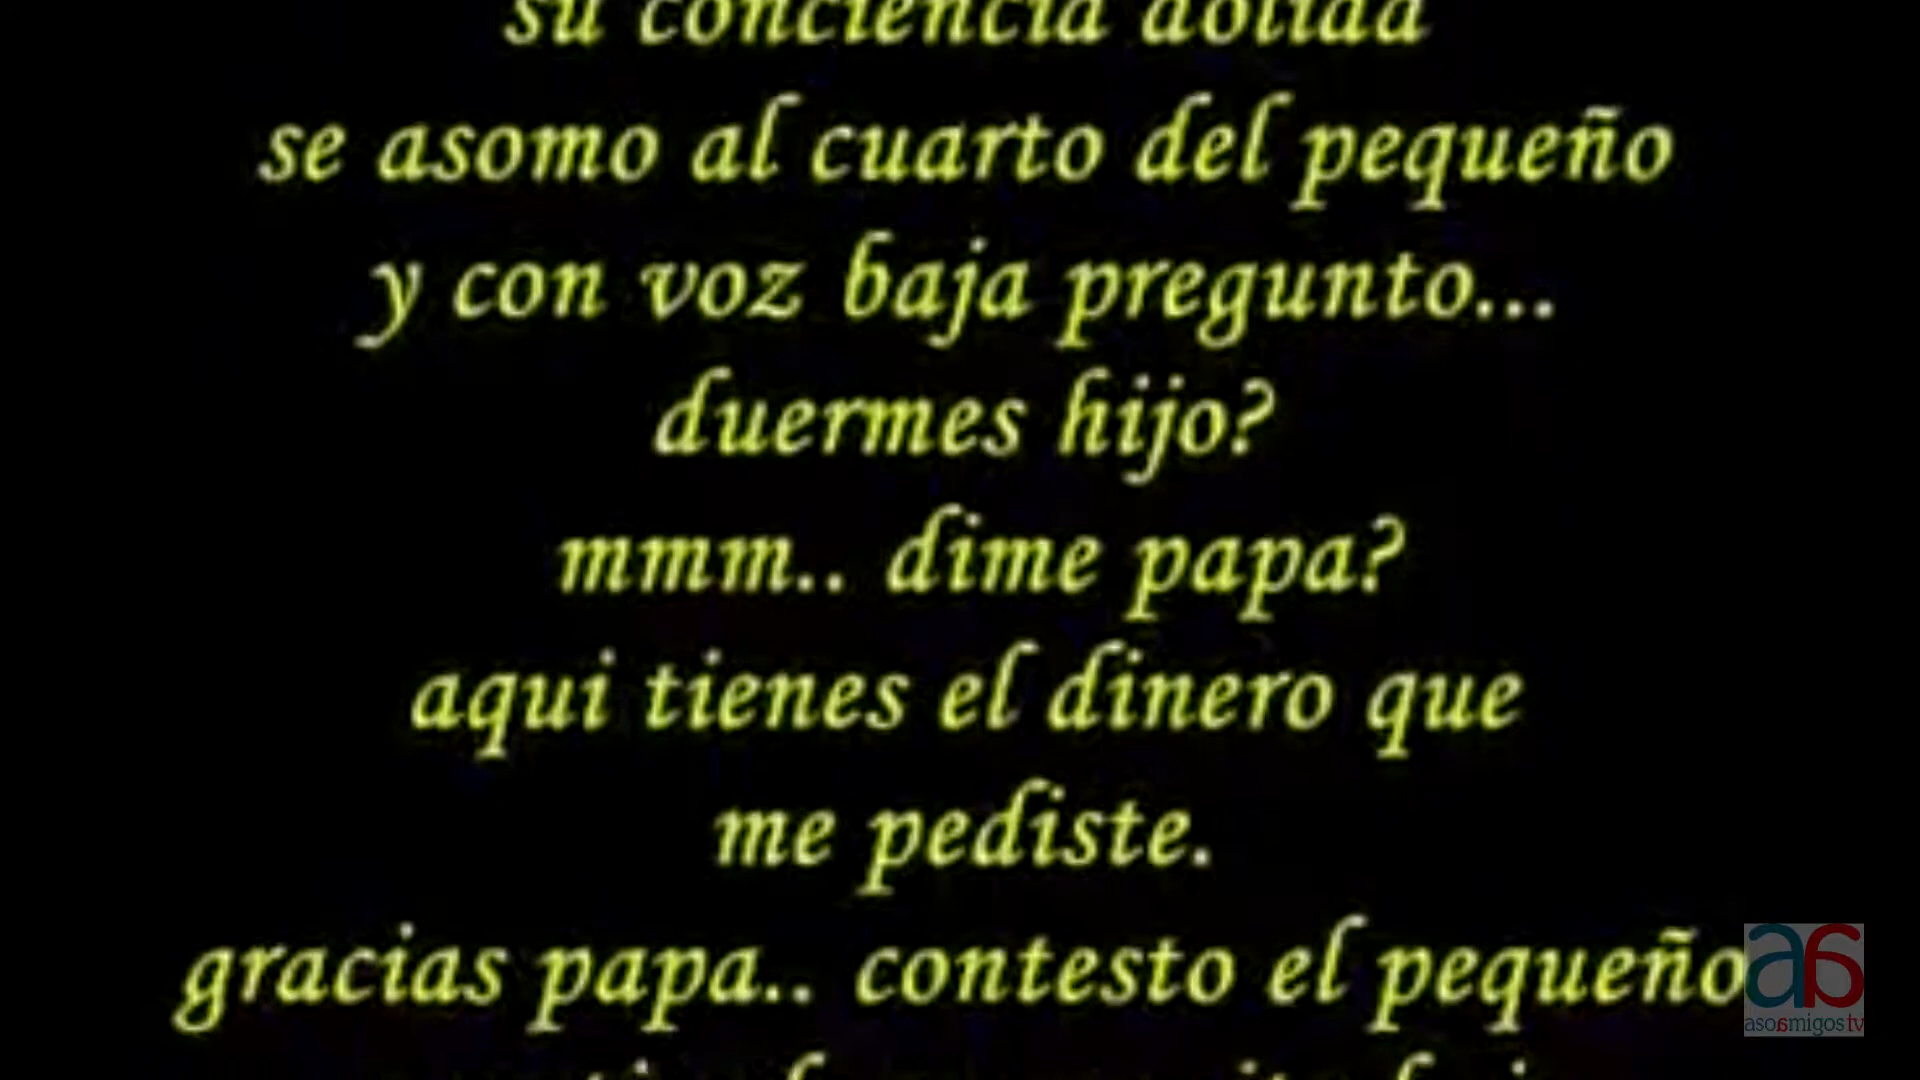 su conciencia dolida
se asomo al cuarto del pequeño
y con voz baja pregunto...
duermes hijo?
mmm.. dime papa?
aqui tienes el dinero que
me pediste.
gracias papa.. contesto el pequeño
asoamigostv